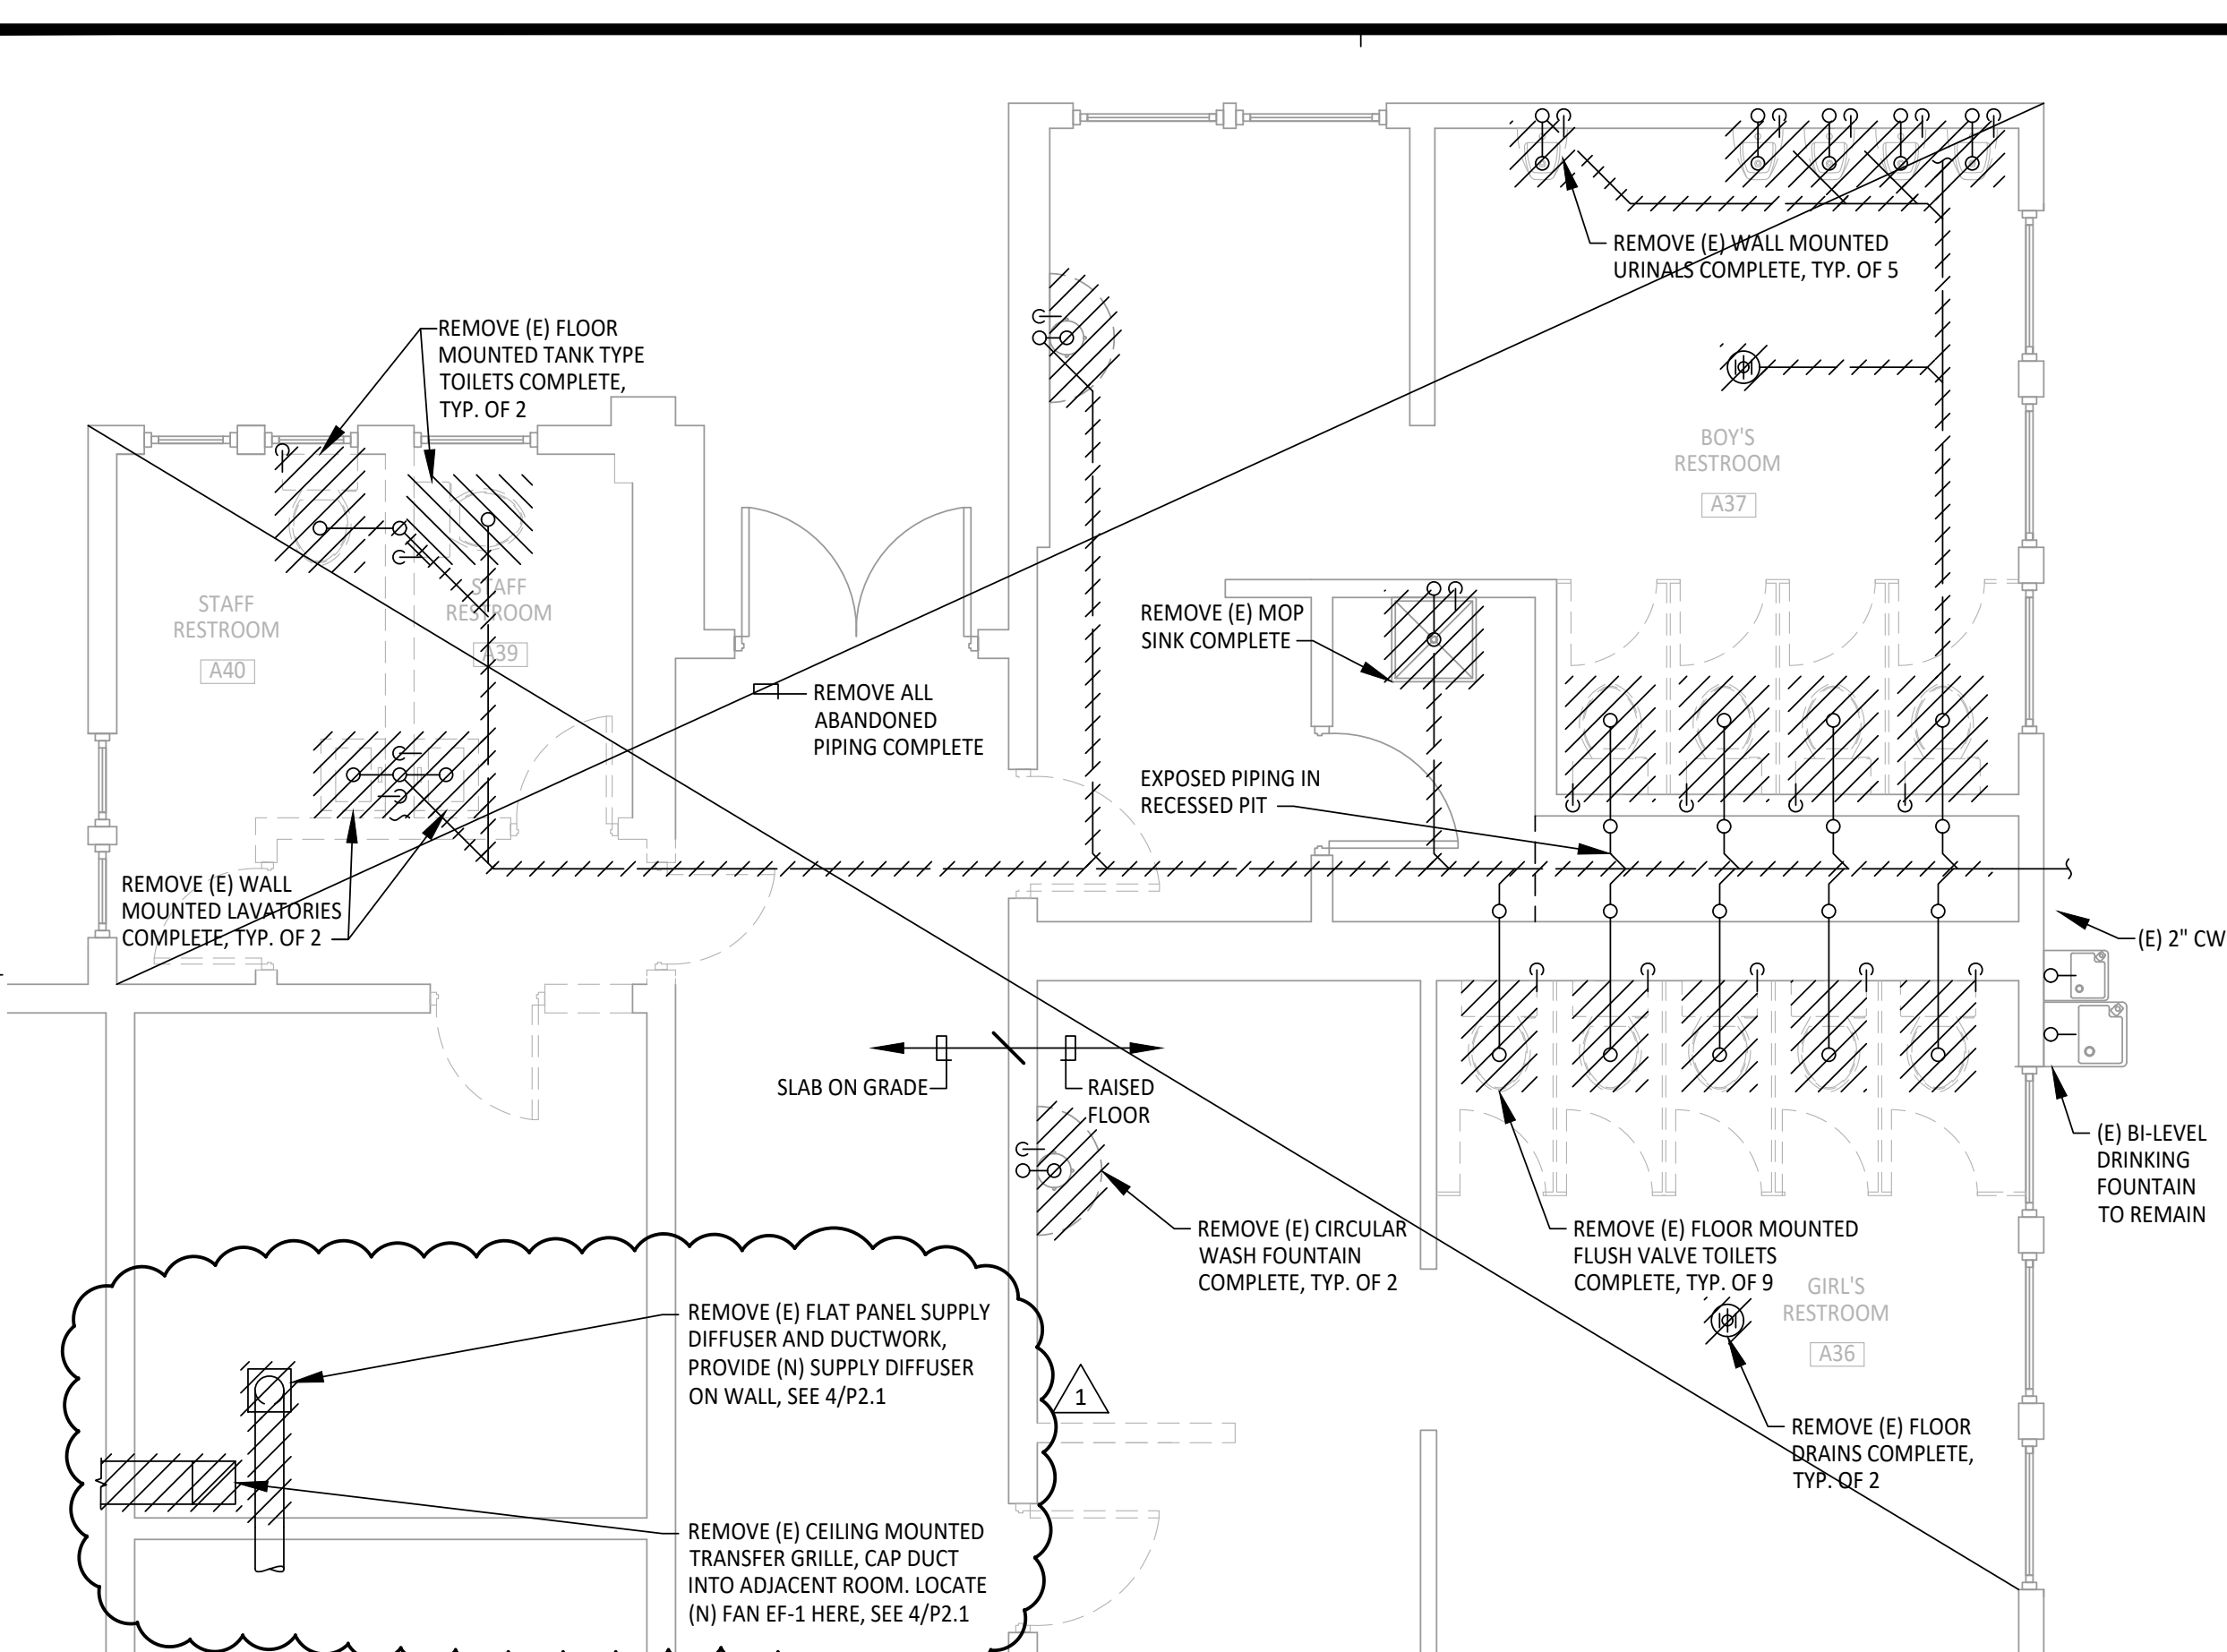 REMOVE (E) WALL MOUNTED
URINALS COMPLETE, TYP. OF 5
REMOVE (E) FLOOR
MOUNTED TANK TYPE
TOILETS COMPLETE,
TYP. OF 2
BOY'S
RESTROOM
A37
STAFF
RESTROOM
A40
STAFF
RESTROOM
A39
REMOVE (E) MOP
SINK COMPLETE
REMOVE ALL
ABANDONED
PIPING COMPLETE
EXPOSED PIPING IN
RECESSED PIT
REMOVE (E) WALL
MOUNTED LAVATORIES
COMPLETE, TYP. OF 2
(E) 2" CW
SLAB ON GRADE
RAISED
FLOOR
(E) BI-LEVEL
DRINKING
FOUNTAIN
TO REMAIN
REMOVE (E) CIRCULAR
WASH FOUNTAIN
COMPLETE, TYP. OF 2
REMOVE (E) FLOOR MOUNTED
FLUSH VALVE TOILETS
COMPLETE, TYP. OF 9
GIRL'S
RESTROOM
A36
REMOVE (E) FLAT PANEL SUPPLY
DIFFUSER AND DUCTWORK,
PROVIDE (N) SUPPLY DIFFUSER
ON WALL, SEE 4/P2.1
1
REMOVE (E) FLOOR
DRAINS COMPLETE,
TYP. OF 2
REMOVE (E) CEILING MOUNTED
TRANSFER GRILLE, CAP DUCT
INTO ADJACENT ROOM. LOCATE
(N) FAN EF-1 HERE, SEE 4/P2.1